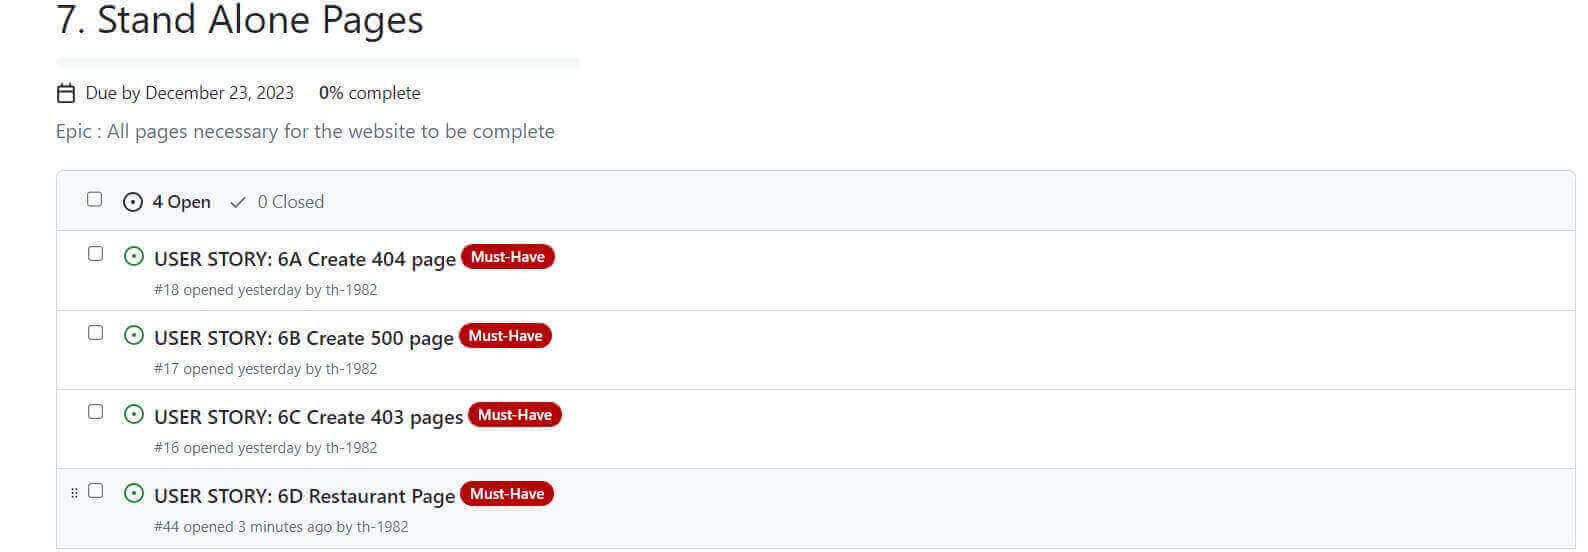 7. Stand Alone Pages
Due by December 23, 2023 0% complete
Epic : All pages necessary for the website to be complete
4 Open 0 Closed
USER STORY: 6A Create 404 page Must-Have
#18 opened yesterday by th-1982
USER STORY: 6B Create 500 page Must-Have
#17 opened yesterday by th-1982
USER STORY: 6C Create 403 pages Must-Have
#16 opened yesterday by th-1982
USER STORY: 6D Restaurant Page Must-Have
#44 opened 3 minutes ago by th-1982